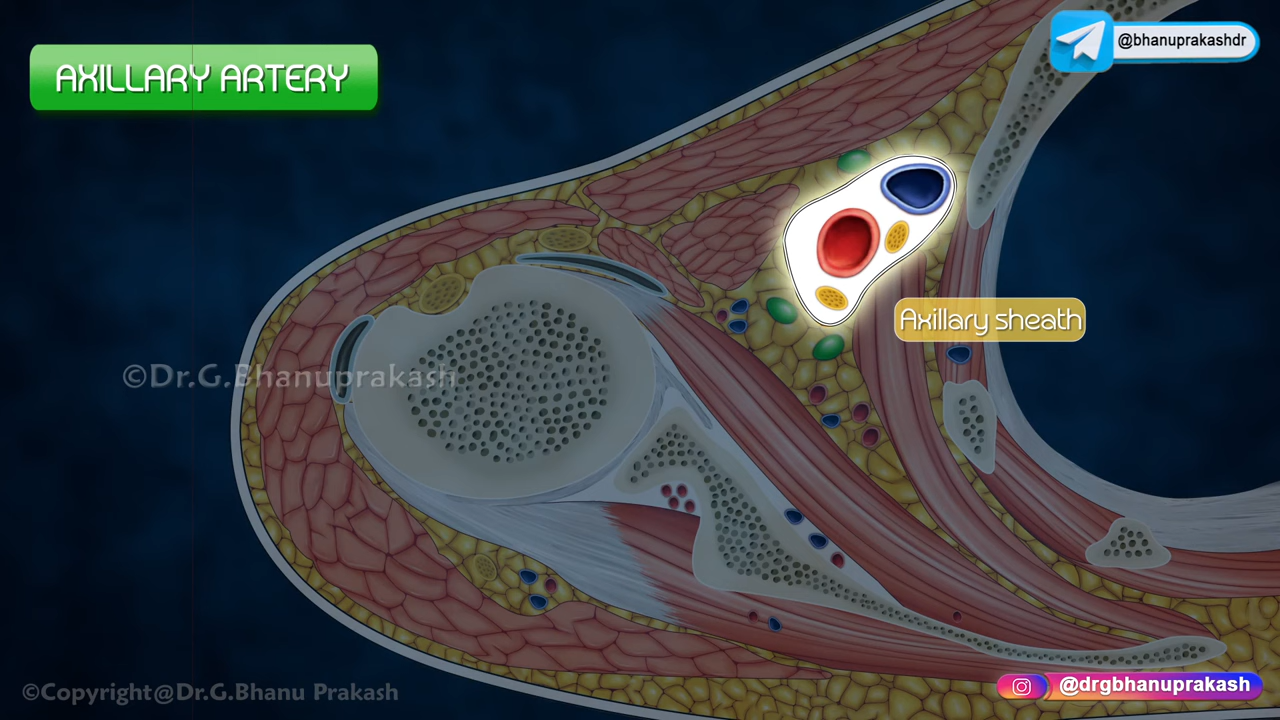 AXILLARY ARTERY
@bhanuprakashdr
Axillary sheath
©Dr.G.Bhanuprakash
©Copyright@Dr.G.Bhanu Prakash
@drgbhanuprakash